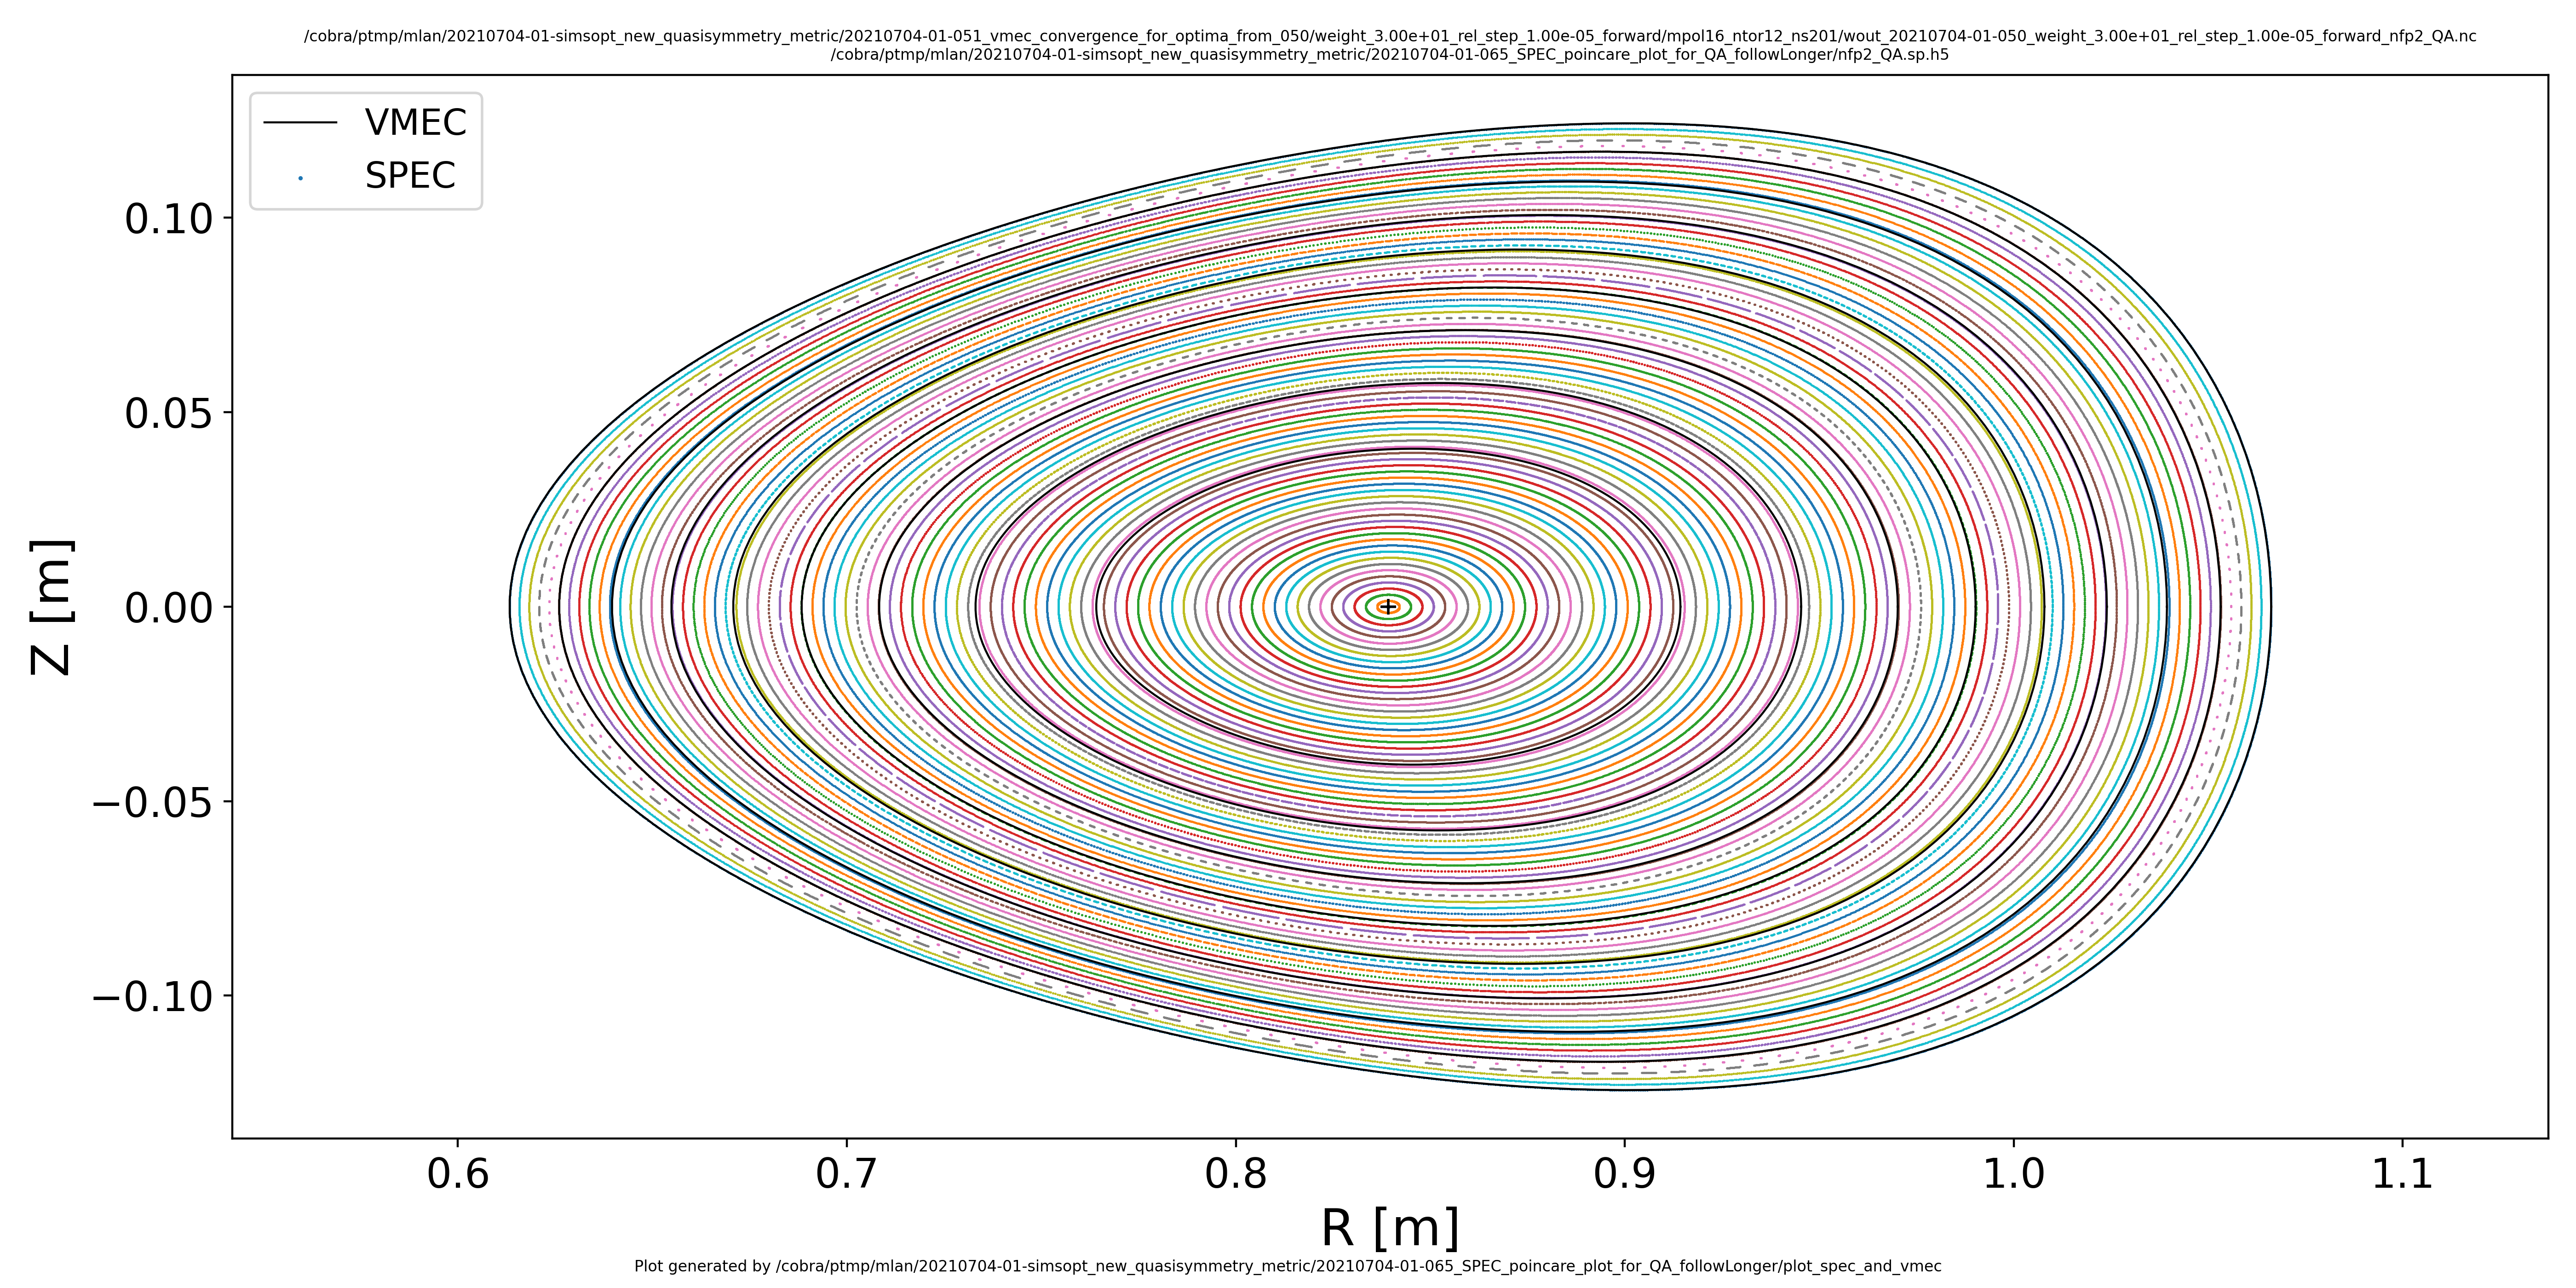 /cobra/ptmp/mlan/20210704-01-simsopt_new_quasisymmetry_metric/20210704-01-051_vmec_convergence_for_optima_from_050/weight_3.00e+01_rel_step_1.00e-05_forward/mpol16_ntor12_ns201/wout_20210704-01-050_weight_3.00e+01_rel_step_1.00e-05_forward_nfp2_QA.nc
/cobra/ptmp/mlan/20210704-01-simsopt_new_quasisymmetry_metric/20210704-01-065_SPEC_poincare_plot_for_QA_followLonger/nfp2_QA.sp.h5
VMEC
SPEC
0.10
0.05
0.00
−0.05
−0.10
Z [m]
0.6 0.7 0.8 0.9 1.0 1.1
R [m]
Plot generated by /cobra/ptmp/mlan/20210704-01-simsopt_new_quasisymmetry_metric/20210704-01-065_SPEC_poincare_plot_for_QA_followLonger/plot_spec_and_vmec